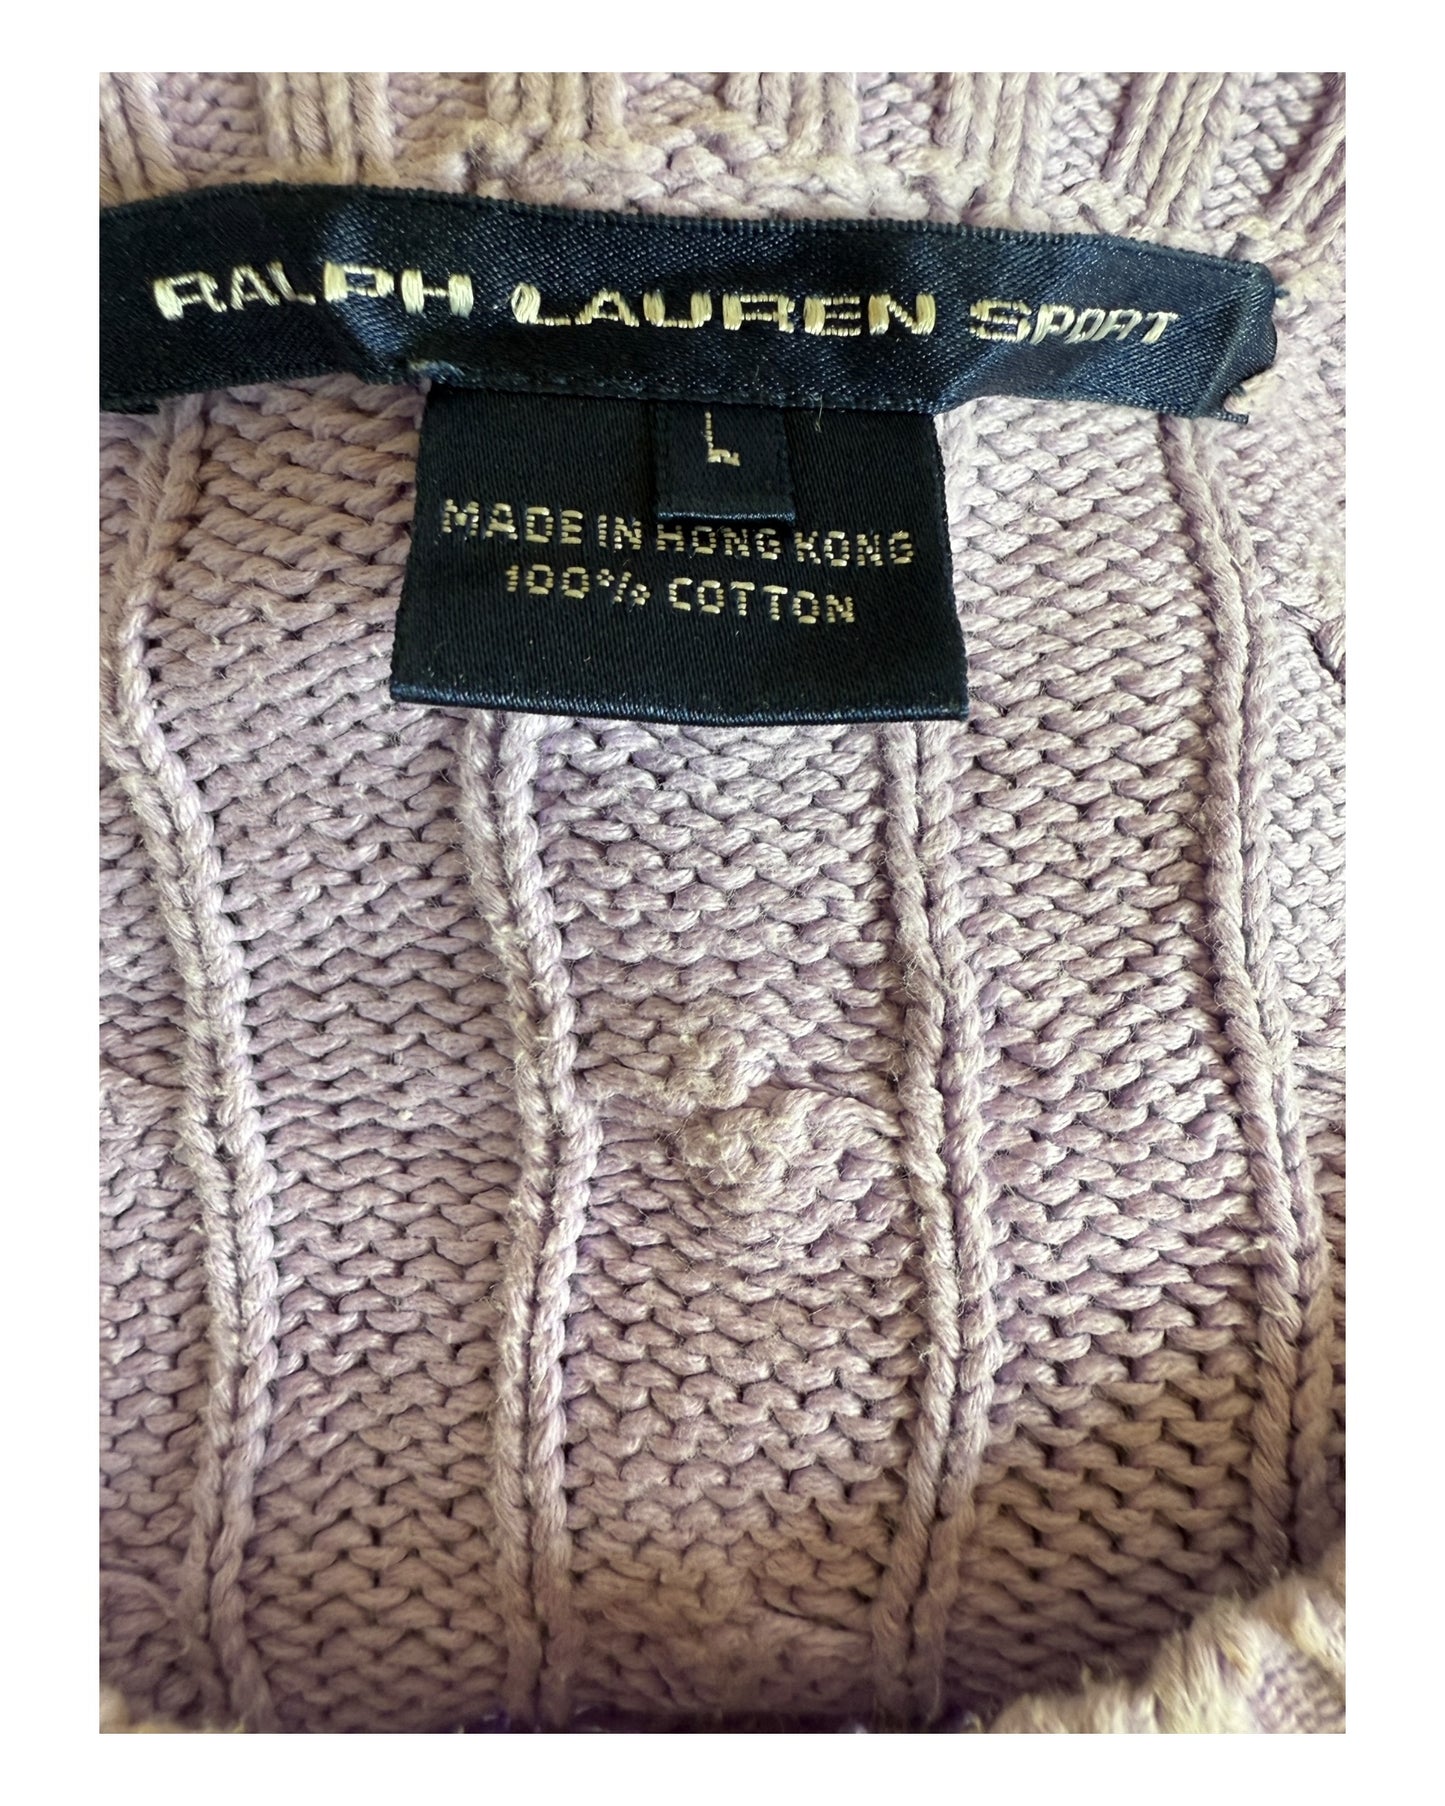 RALPH LAUREN SPORT
L
MADE IN HONG KONG
100% COTTON